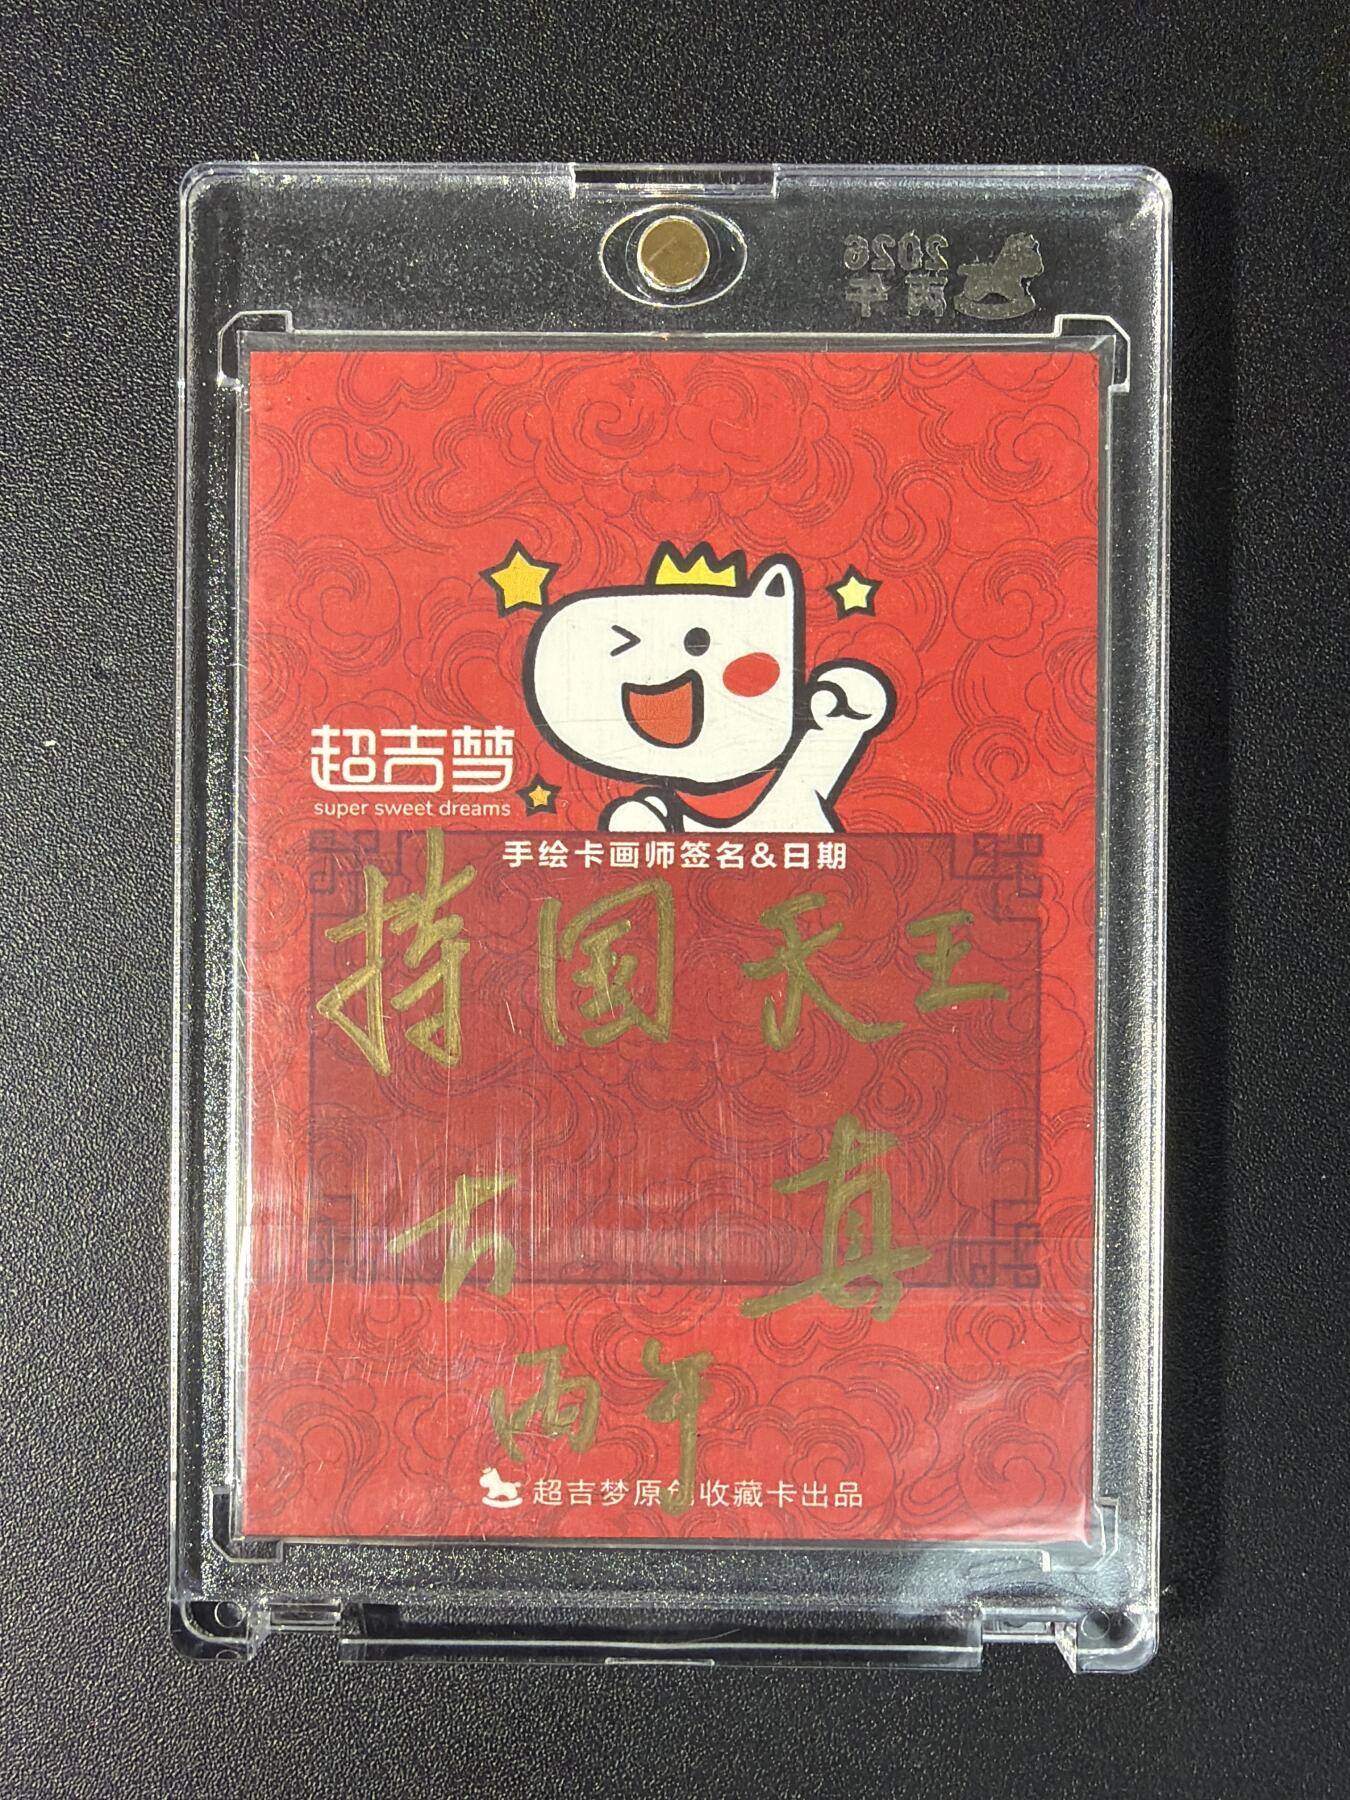 2026
丙午
超吉梦
super sweet dreams
手绘卡画师签名&日期
持国天王
古真
丙午
超吉梦原创收藏卡出品